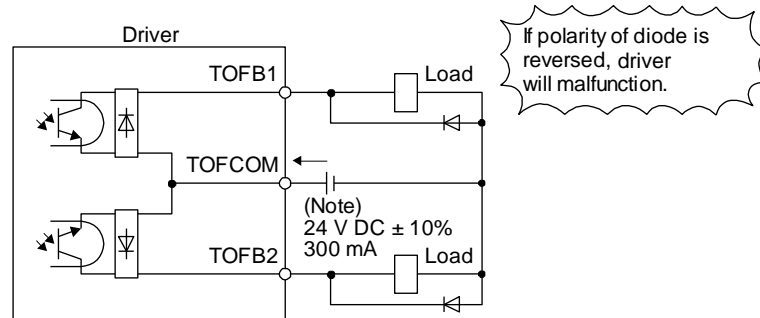 Driver
If polarity of diode is
reversed, driver
will malfunction.
TOFB1
Load
TOFCOM
(Note)
24 V DC ± 10%
300 mA
TOFB2
Load